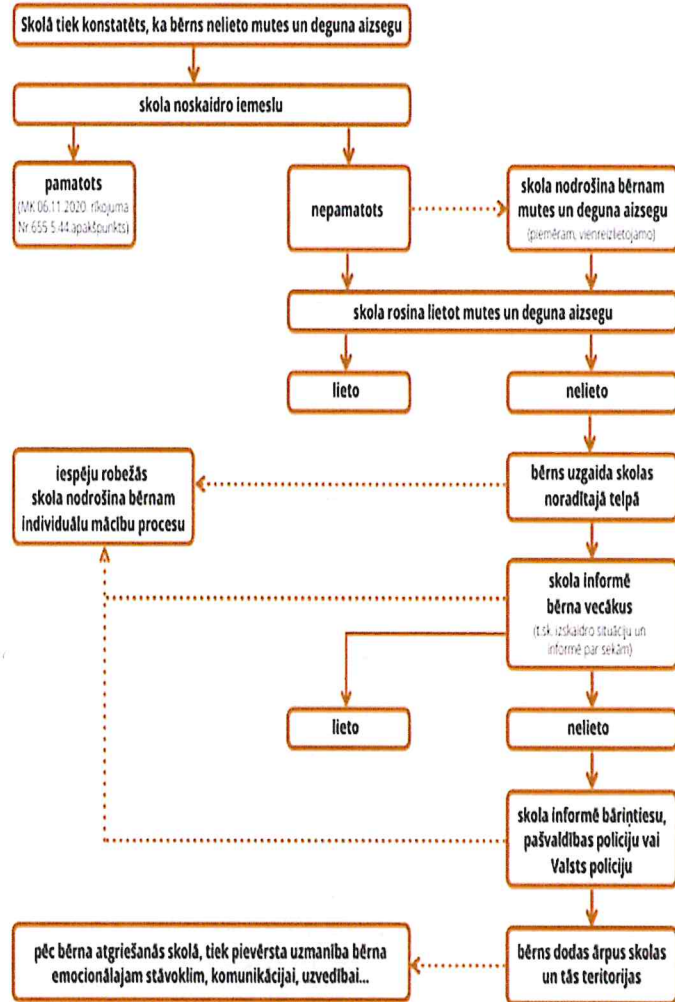 Skolā tiek konstatēts, ka bērns nelieto mutes un deguna aizsegu
skola noskaidro iemeslu
pamatots
(MK 06.11.2020. rīkojuma
Nr.655 5.44.apakšpunkts)
nepamatots
skola nodrošina bērnam
mutes un deguna aizsegu
(piemēram, vienreizlietojamo)
skola rosina lietot mutes un deguna aizsegu
lieto
nelieto
iespēju robežās
skola nodrošina bērnam
individuālu mācību procesu
bērns uzgaida skolas
noradītajā telpā
skola informē
bērna vecākus
(t.sk. izskaidro situāciju un
informē par sekām)
lieto
nelieto
skola informē bāriņtiesu,
pašvaldības policiju vai
Valsts policiju
pēc bērna atgriešanās skolā, tiek pievērsta uzmanība bērna
emocionālajam stāvoklim, komunikācijai, uzvedībai...
bērns dodas ārpus skolas
un tās teritorijas